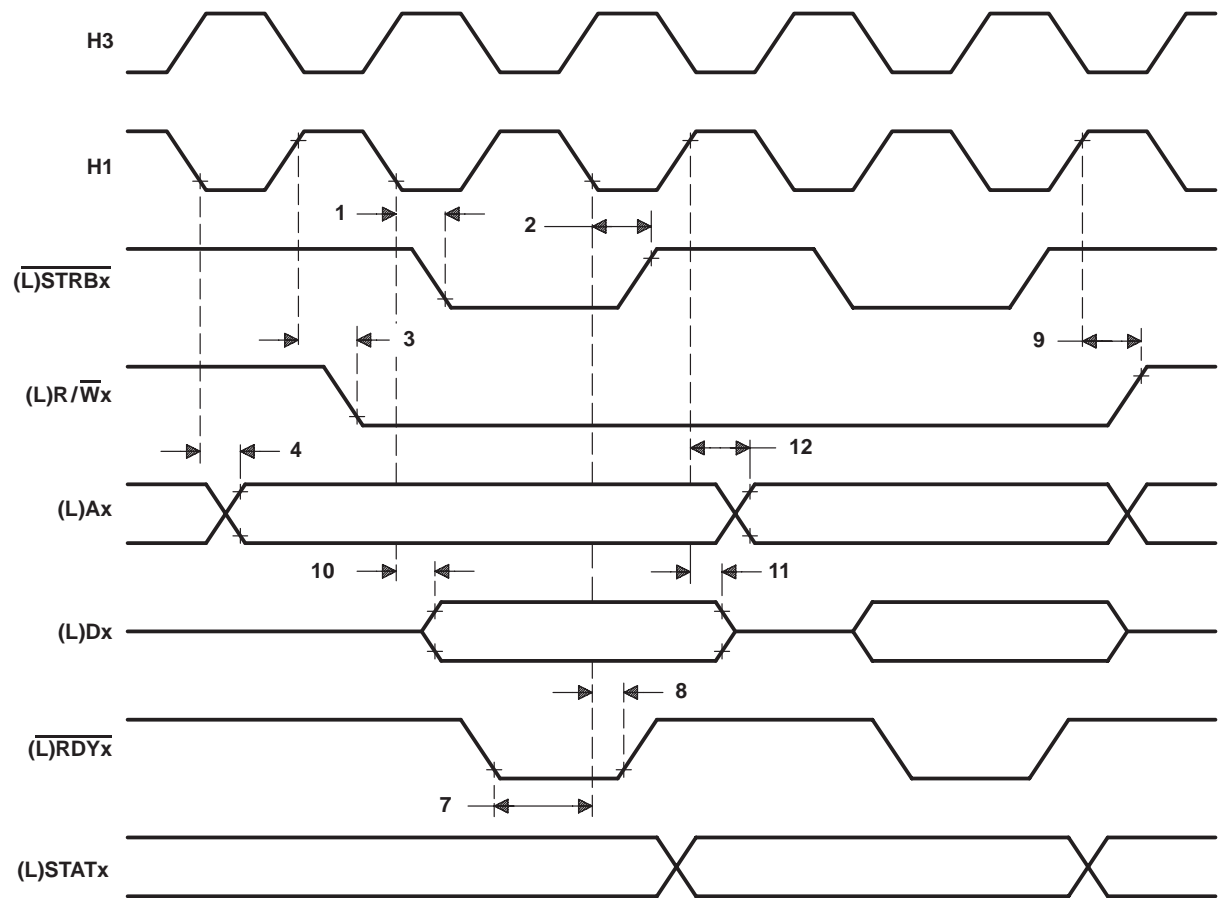 H3
H1
1
2
(L)STRBx
3
9
(L)R/Wx
4
12
(L)Ax
10
11
(L)Dx
8
(L)RDYx
7
(L)STATx